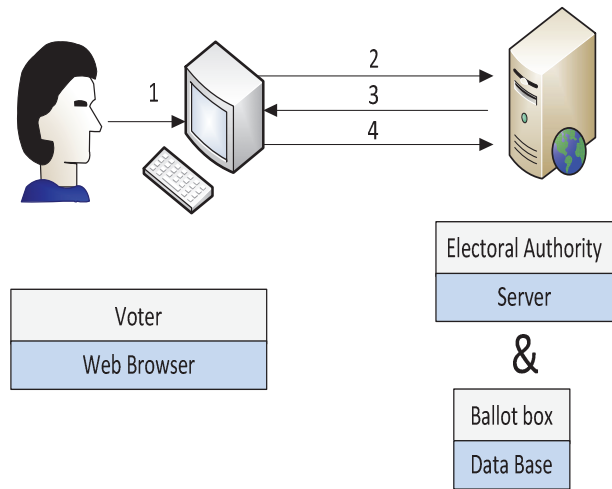 1
2
3
4
Electoral Authority
Server
&
Voter
Web Browser
Ballot box
Data Base